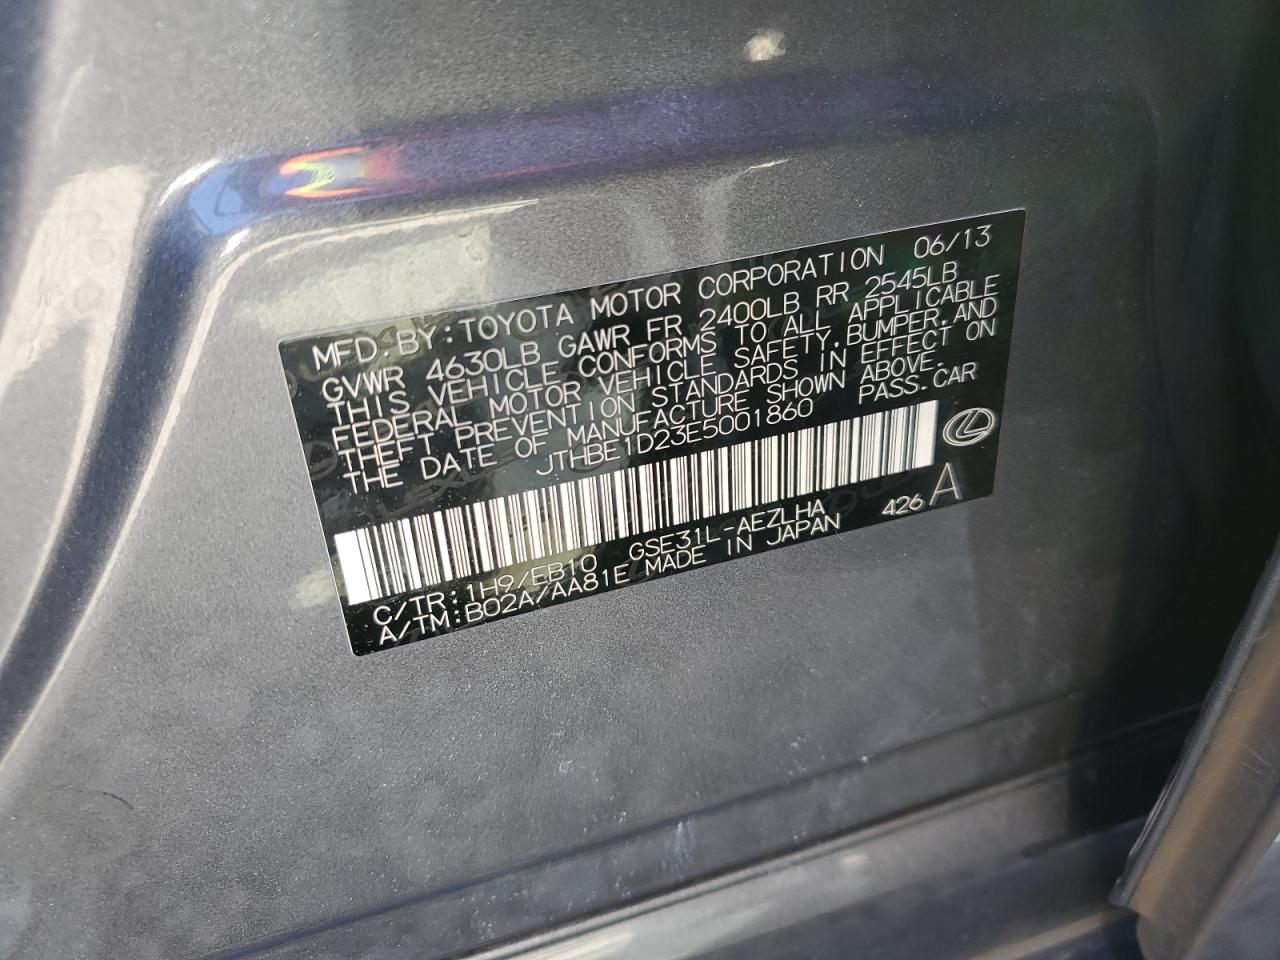 MFD. BY: TOYOTA MOTOR CORPORATION 06/13
GVWR 4630LB GAWR FR 2400LB RR 2545LB
THIS VEHICLE CONFORMS TO ALL APPLICABLE
FEDERAL MOTOR VEHICLE SAFETY, BUMPER, AND
THEFT PREVENTION STANDARDS IN EFFECT ON
THE DATE OF MANUFACTURE SHOWN ABOVE.
JTHBE1D23E5001860 PASS. CAR
C/TR: 1H9/EB10 GSE31L-AEZLHA 426 A
A/TM: B02A/AA81E MADE IN JAPAN